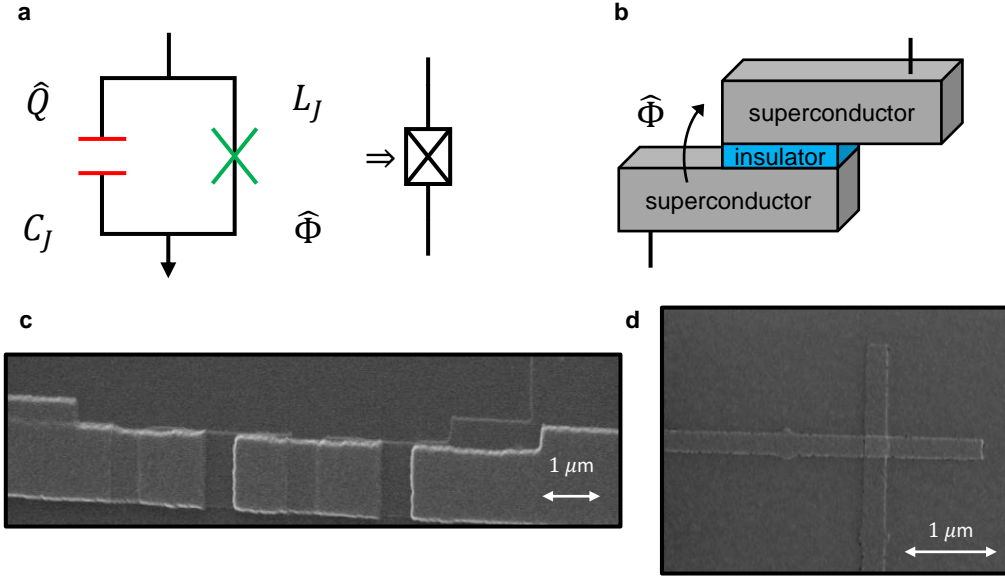 a
Q̂
L_J
⇒
C_J
Φ̂
b
Φ̂
superconductor
insulator
superconductor
c
1 μm
d
1 μm